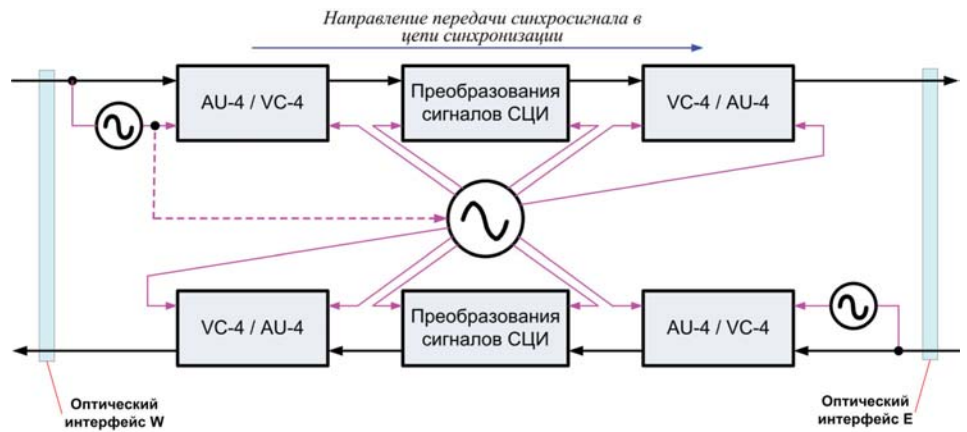 Направление передачи синхросигнала в
цепи синхронизации
AU-4 / VC-4
Преобразования
сигналов СЦИ
VC-4 / AU-4
VC-4 / AU-4
Преобразования
сигналов СЦИ
AU-4 / VC-4
Оптический
интерфейс W
Оптический
интерфейс E